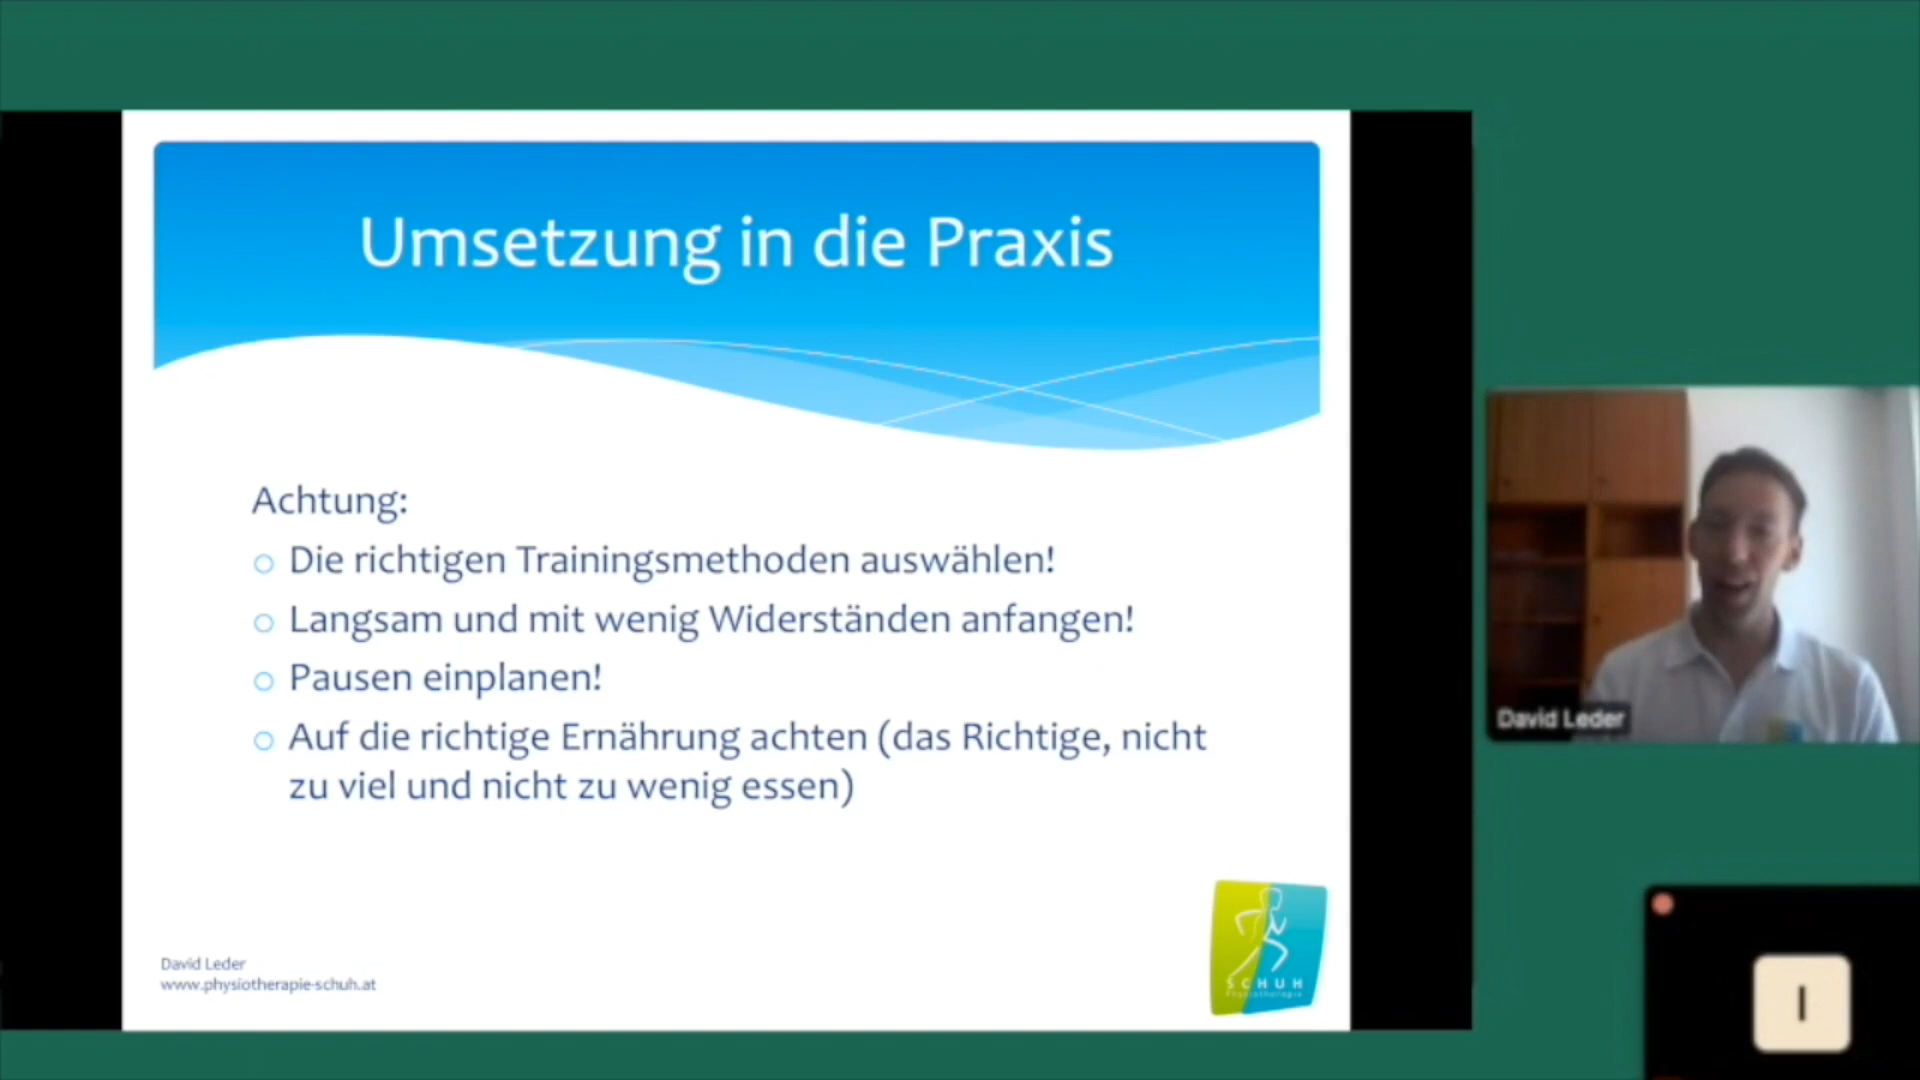 Umsetzung in die Praxis
Achtung:
Die richtigen Trainingsmethoden auswählen!
Langsam und mit wenig Widerständen anfangen!
Pausen einplanen!
Auf die richtige Ernährung achten (das Richtige, nicht
zu viel und nicht zu wenig essen)
David Leder
www.physiotherapie-schuh.at
SCHUH
Physiotherapie
David Leder
I